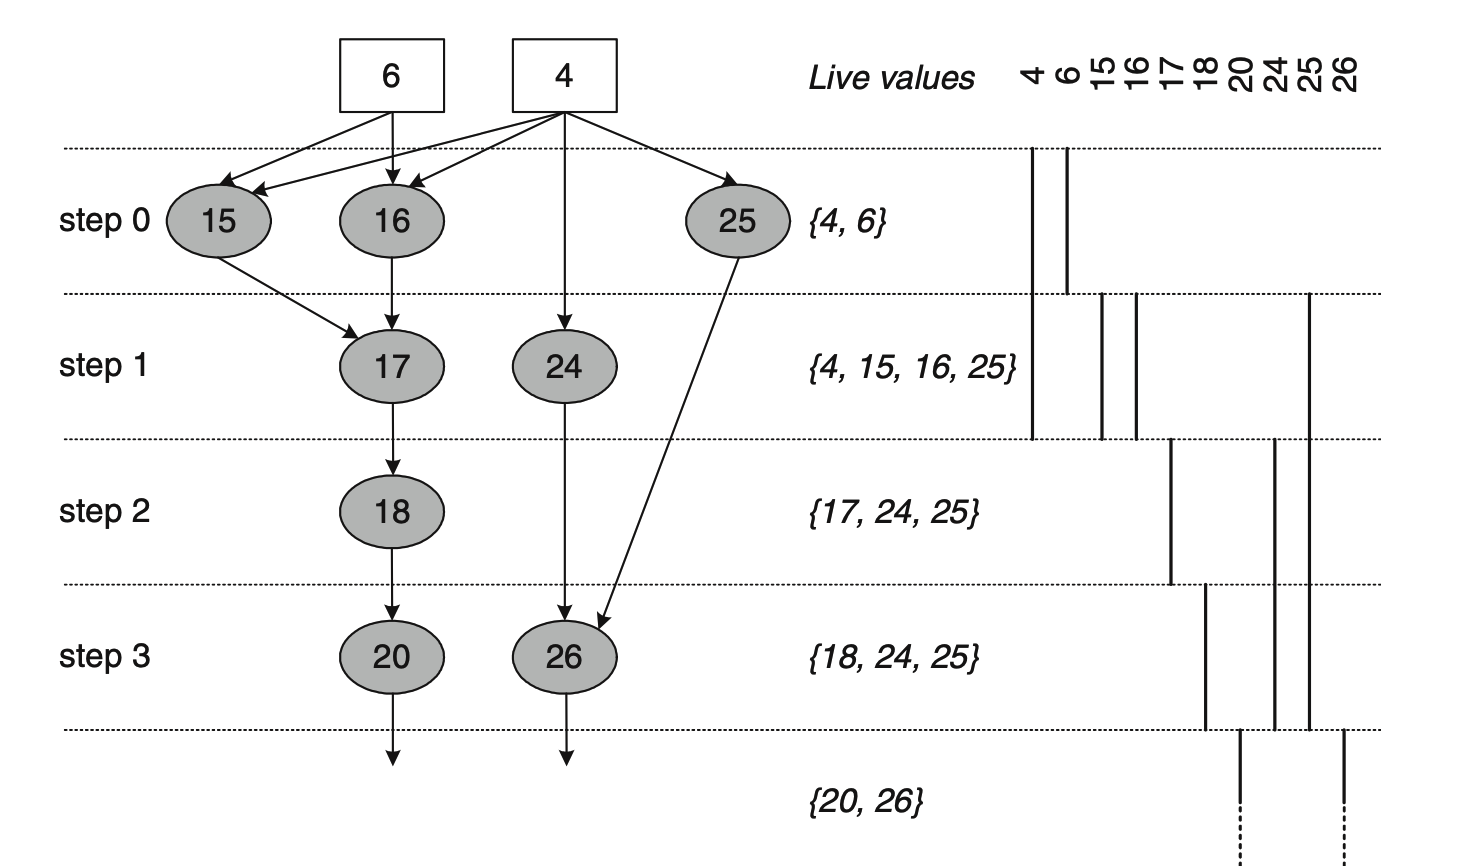 6 4 Live values 4 6 15 16 17 18 20 24 25 26
step 0 15 16 25 {4, 6}
step 1 17 24 {4, 15, 16, 25}
step 2 18 {17, 24, 25}
step 3 20 26 {18, 24, 25}
{20, 26}